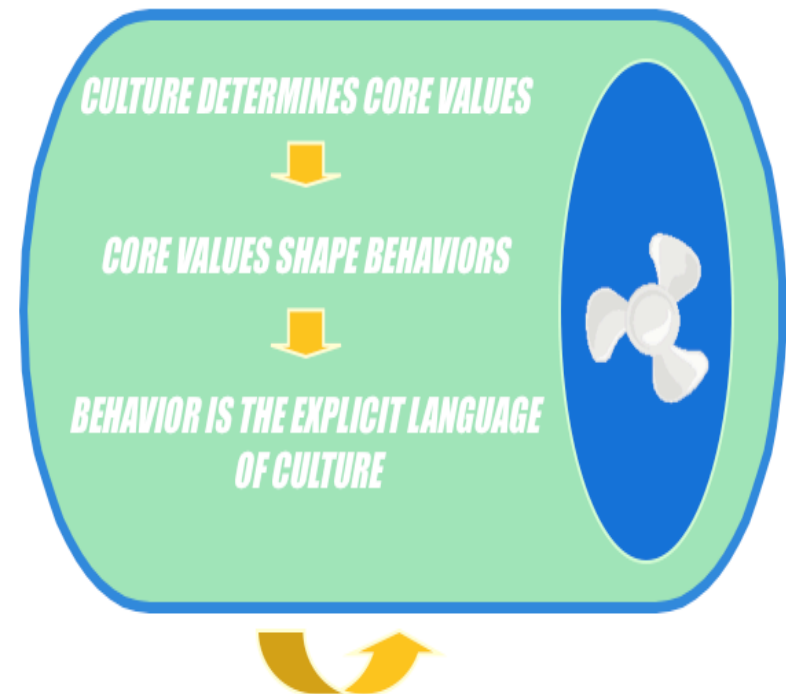 CULTURE DETERMINES CORE VALUES
CORE VALUES SHAPE BEHAVIORS
BEHAVIOR IS THE EXPLICIT LANGUAGE
OF CULTURE